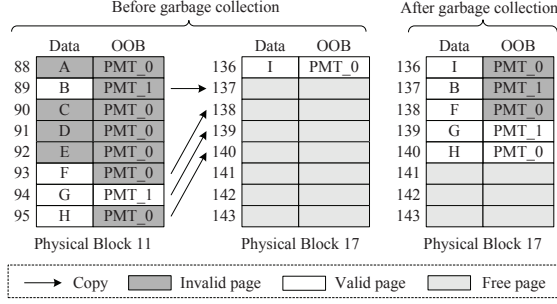 Before garbage collection
After garbage collection
Data OOB
88 A PMT_0
89 B PMT_1
90 C PMT_0
91 D PMT_0
92 E PMT_0
93 F PMT_0
94 G PMT_1
95 H PMT_0
Physical Block 11
Data OOB
136 I PMT_0
137
138
139
140
141
142
143
Physical Block 17
Data OOB
136 I PMT_0
137 B PMT_1
138 F PMT_0
139 G PMT_1
140 H PMT_0
141
142
143
Physical Block 17
Copy Invalid page Valid page Free page